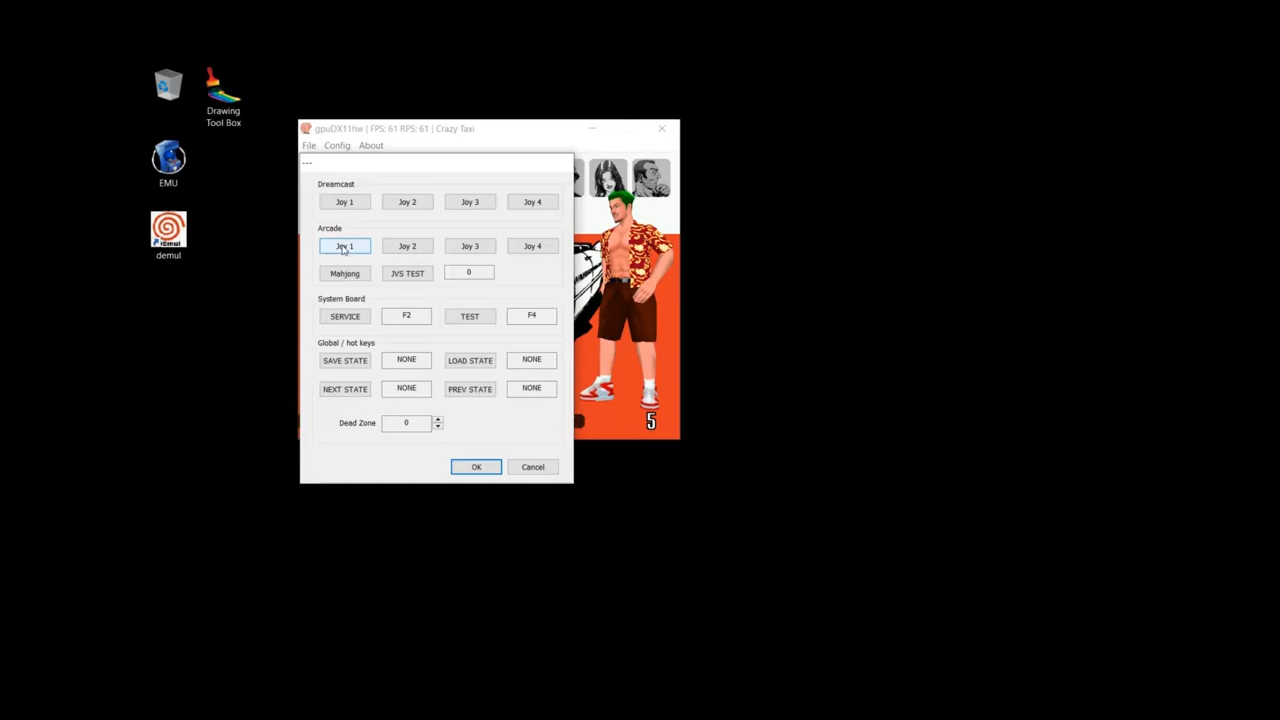 Drawing
Tool Box
EMU
demul
demul
gpuDX11hw | FPS: 61 RPS: 61 | Crazy Taxi
File Config About
---
Dreamcast
Joy 1 Joy 2 Joy 3 Joy 4
Arcade
Joy 1 Joy 2 Joy 3 Joy 4
Mahjong JVS TEST 0
System Board
SERVICE F2 TEST F4
Global / hot keys
SAVE STATE NONE LOAD STATE NONE
NEXT STATE NONE PREV STATE NONE
Dead Zone 0
OK Cancel
5